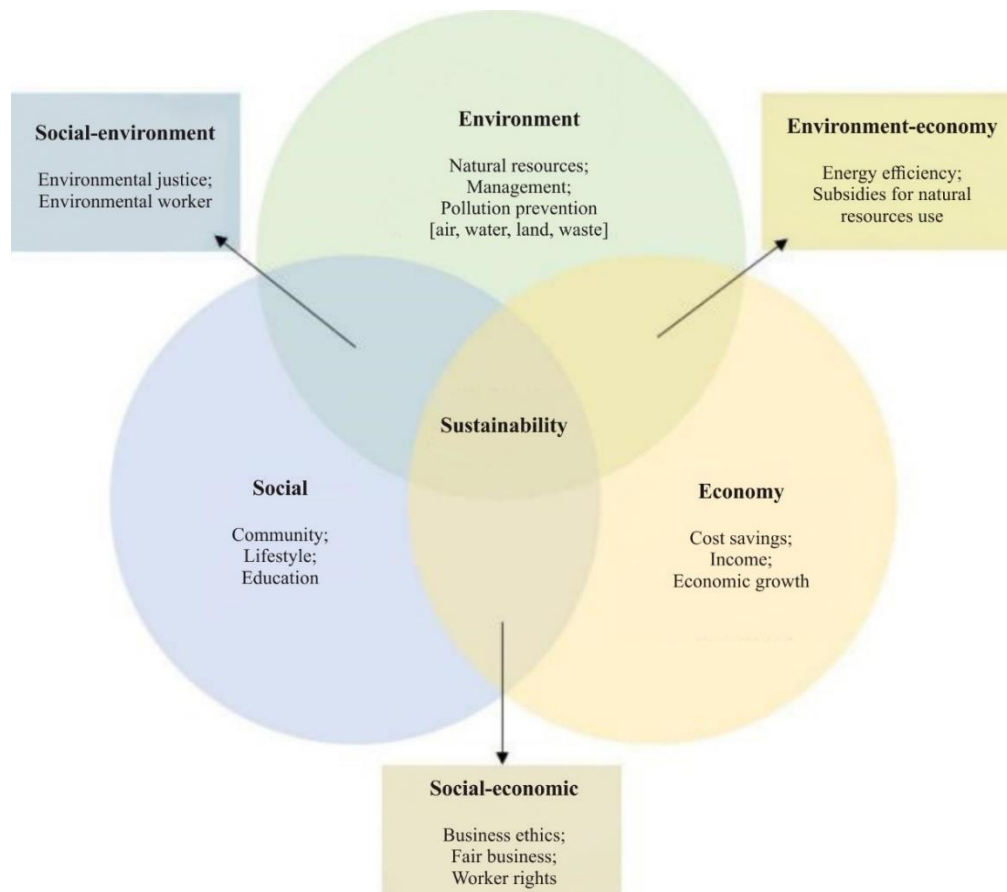 Environment
Natural resources;
Management;
Pollution prevention
[air, water, land, waste]
Social-environment
Environmental justice;
Environmental worker
Environment-economy
Energy efficiency;
Subsidies for natural
resources use
Sustainability
Social
Community;
Lifestyle;
Education
Economy
Cost savings;
Income;
Economic growth
Social-economic
Business ethics;
Fair business;
Worker rights